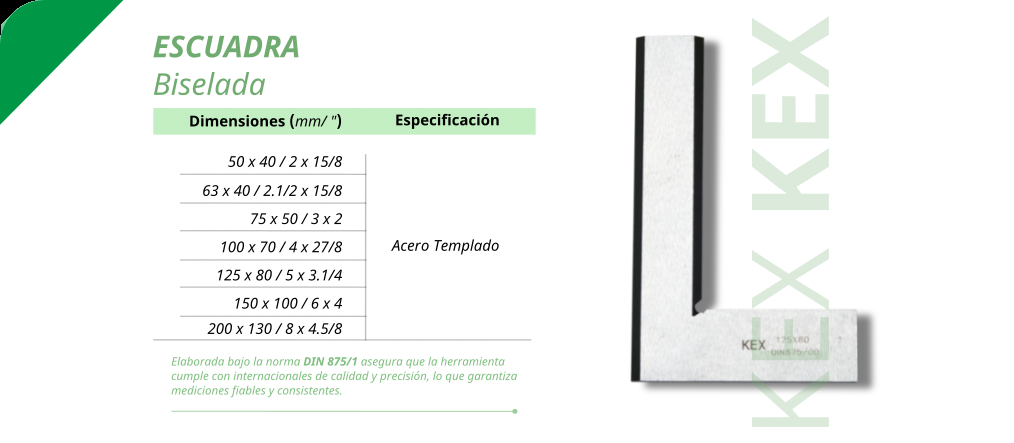 ESCUADRA
Biselada
Dimensiones (mm/ ") Especificación
50 x 40 / 2 x 15/8
63 x 40 / 2.1/2 x 15/8
75 x 50 / 3 x 2
100 x 70 / 4 x 27/8
Acero Templado
125 x 80 / 5 x 3.1/4
150 x 100 / 6 x 4
200 x 130 / 8 x 4.5/8
Elaborada bajo la norma DIN 875/1 asegura que la herramienta
cumple con internacionales de calidad y precisión, lo que garantiza
mediciones fiables y consistentes.
KEX KEX
KEX 125X80
DIN875/00